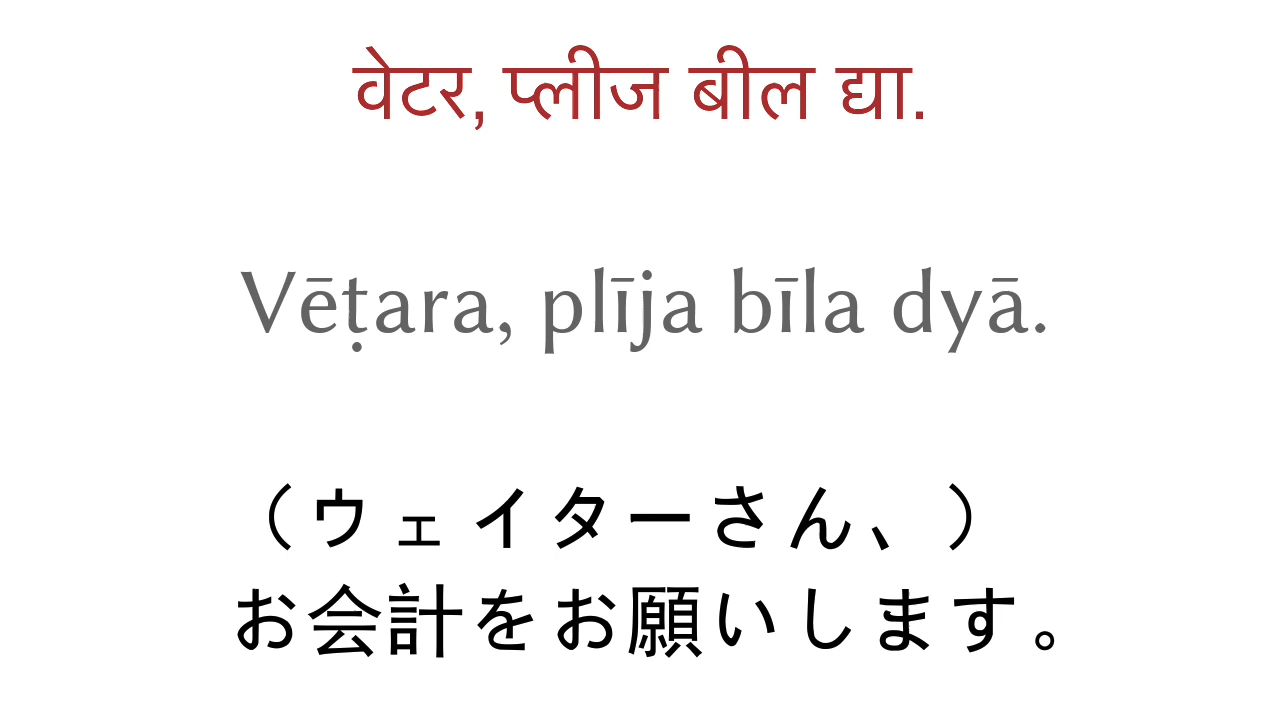 वेटर, प्लीज बील द्या.
Vēṭara, plīja bīla dyā.
（ウェイターさん、）
お会計をお願いします。